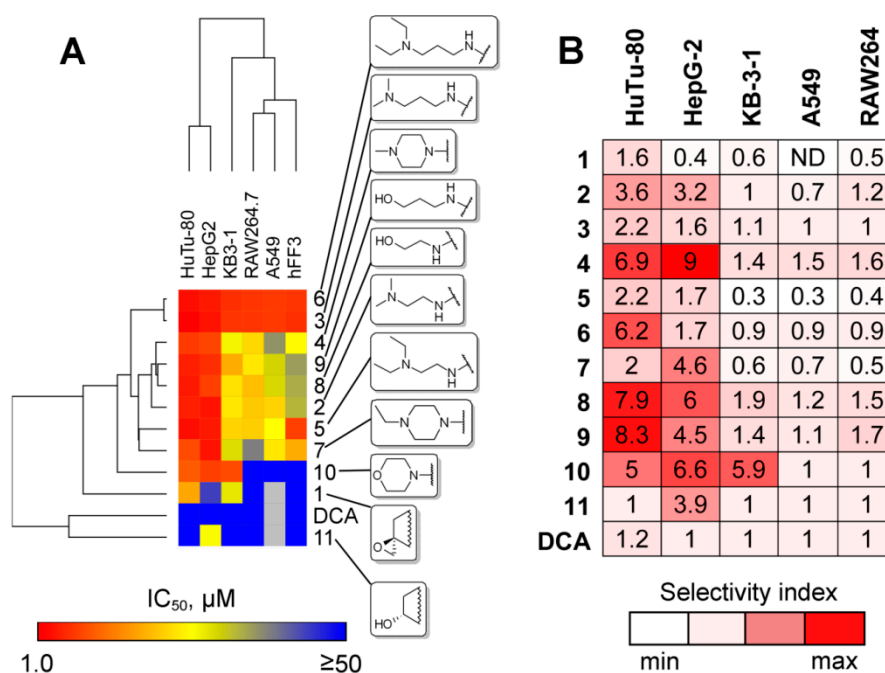 A
HuTu-80
HepG2
KB3-1
RAW264.7
A549
hFF3
6
3
4
9
8
2
5
7
10
1
DCA
11
N
H
N
N
H
N
N
N
HO
H
N
HO
N
H
N
N
H
N
N
H
N
N
O
N
O
HO
IC50, µM
1.0
≥50
B
HuTu-80
HepG-2
KB-3-1
A549
RAW264
1 1.6 0.4 0.6 ND 0.5
2 3.6 3.2 1 0.7 1.2
3 2.2 1.6 1.1 1 1
4 6.9 9 1.4 1.5 1.6
5 2.2 1.7 0.3 0.3 0.4
6 6.2 1.7 0.9 0.9 0.9
7 2 4.6 0.6 0.7 0.5
8 7.9 6 1.9 1.2 1.5
9 8.3 4.5 1.4 1.1 1.7
10 5 6.6 5.9 1 1
11 1 3.9 1 1 1
DCA 1.2 1 1 1 1
Selectivity index
min max